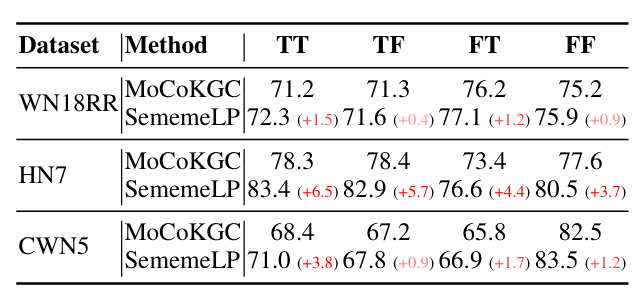 Dataset Method TT TF FT FF
WN18RR MoCoKGC 71.2 71.3 76.2 75.2
SememeLP 72.3 (+1.5) 71.6 (+0.4) 77.1 (+1.2) 75.9 (+0.9)
HN7 MoCoKGC 78.3 78.4 73.4 77.6
SememeLP 83.4 (+6.5) 82.9 (+5.7) 76.6 (+4.4) 80.5 (+3.7)
CWN5 MoCoKGC 68.4 67.2 65.8 82.5
SememeLP 71.0 (+3.8) 67.8 (+0.9) 66.9 (+1.7) 83.5 (+1.2)